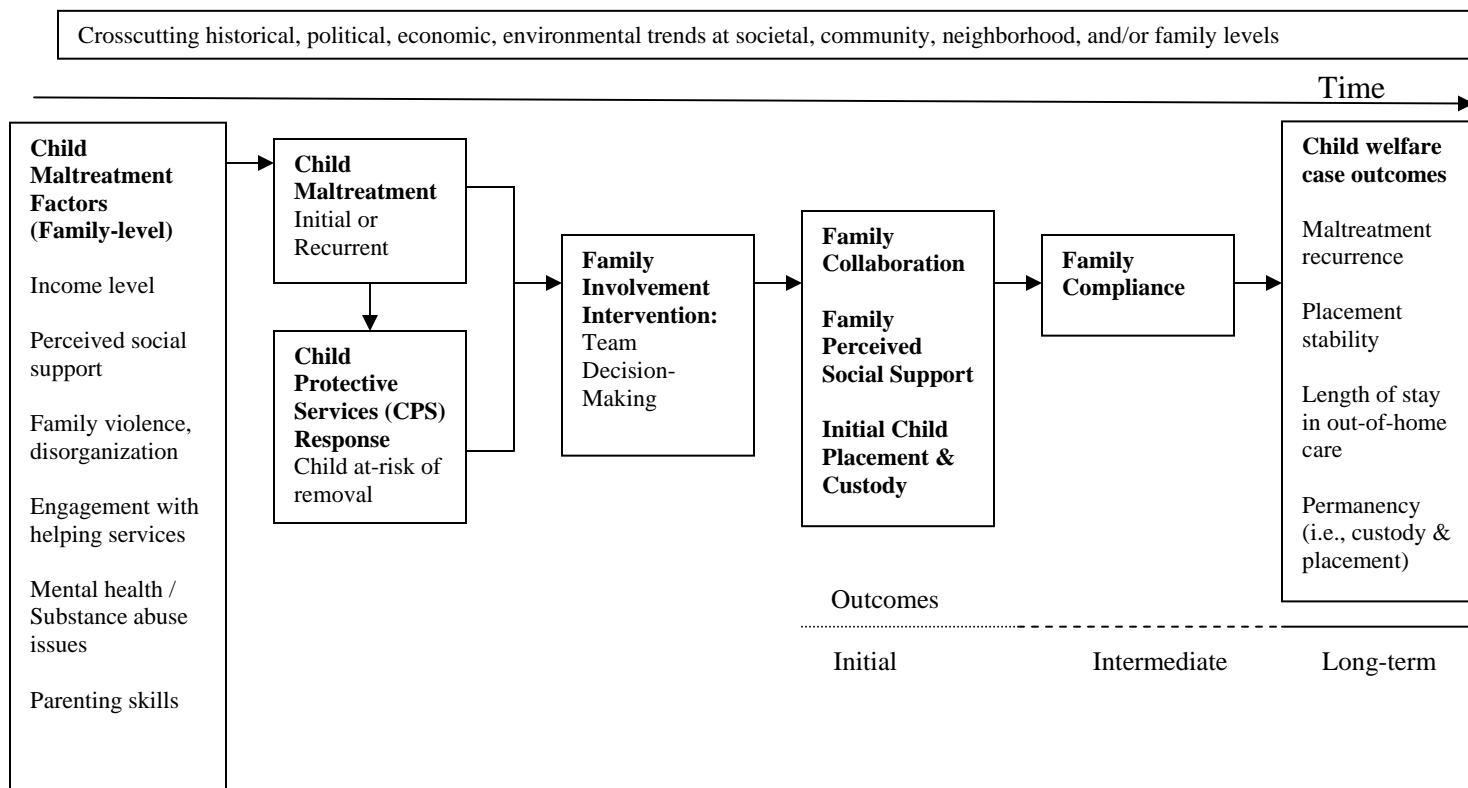 Crosscutting historical, political, economic, environmental trends at societal, community, neighborhood, and/or family levels
Time
Child
Maltreatment
Factors
(Family-level)
Income level
Perceived social
support
Family violence,
disorganization
Engagement with
helping services
Mental health /
Substance abuse
issues
Parenting skills
Child
Maltreatment
Initial or
Recurrent
Child
Protective
Services (CPS)
Response
Child at-risk of
removal
Family
Involvement
Intervention:
Team
Decision-
Making
Family
Collaboration
Family
Perceived
Social Support
Initial Child
Placement &
Custody
Family
Compliance
Child welfare
case outcomes
Maltreatment
recurrence
Placement
stability
Length of stay
in out-of-home
care
Permanency
(i.e., custody &
placement)
Outcomes
Initial
Intermediate
Long-term